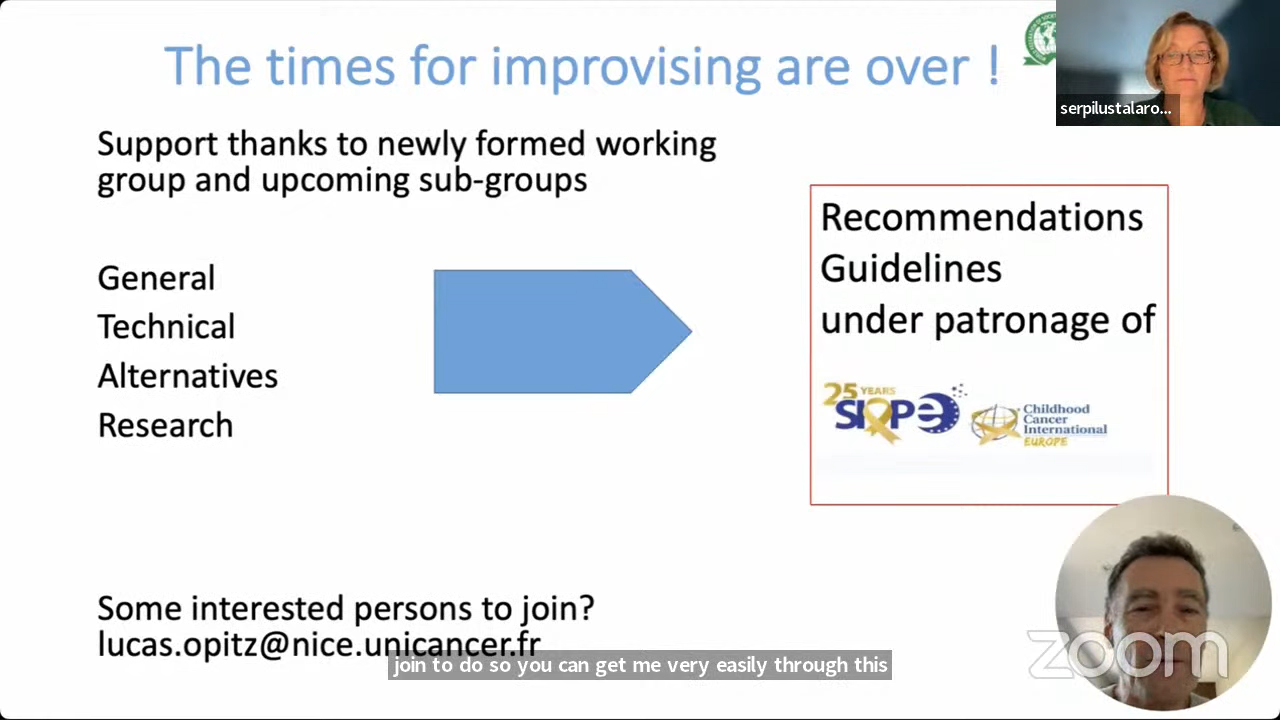 The times for improvising are over !
serpilustalaro...
Support thanks to newly formed working
group and upcoming sub-groups
General
Technical
Alternatives
Research
Recommendations
Guidelines
under patronage of
25 YEARS
SIOPe
Childhood
Cancer
International
EUROPE
Some interested persons to join?
lucas.opitz@nice.unicancer.fr
join to do so you can get me very easily through this
zoom